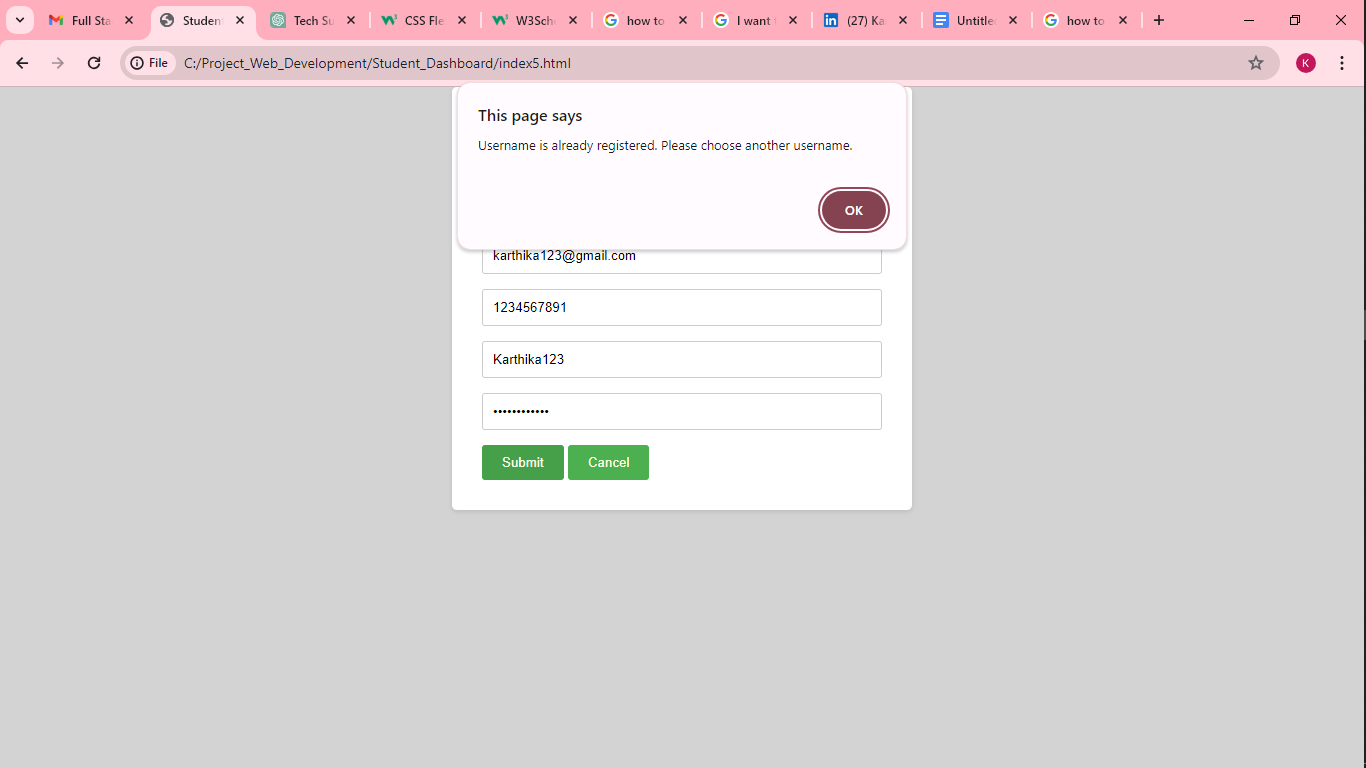 Full Sta
Studen
Tech Su
CSS Fle
W3Scho
how to
I want
(27) Ka
Untitle
how to
File
C:/Project_Web_Development/Student_Dashboard/index5.html
K
This page says
Username is already registered. Please choose another username.
OK
karthika123@gmail.com
1234567891
Karthika123
••••••••••••
Submit
Cancel